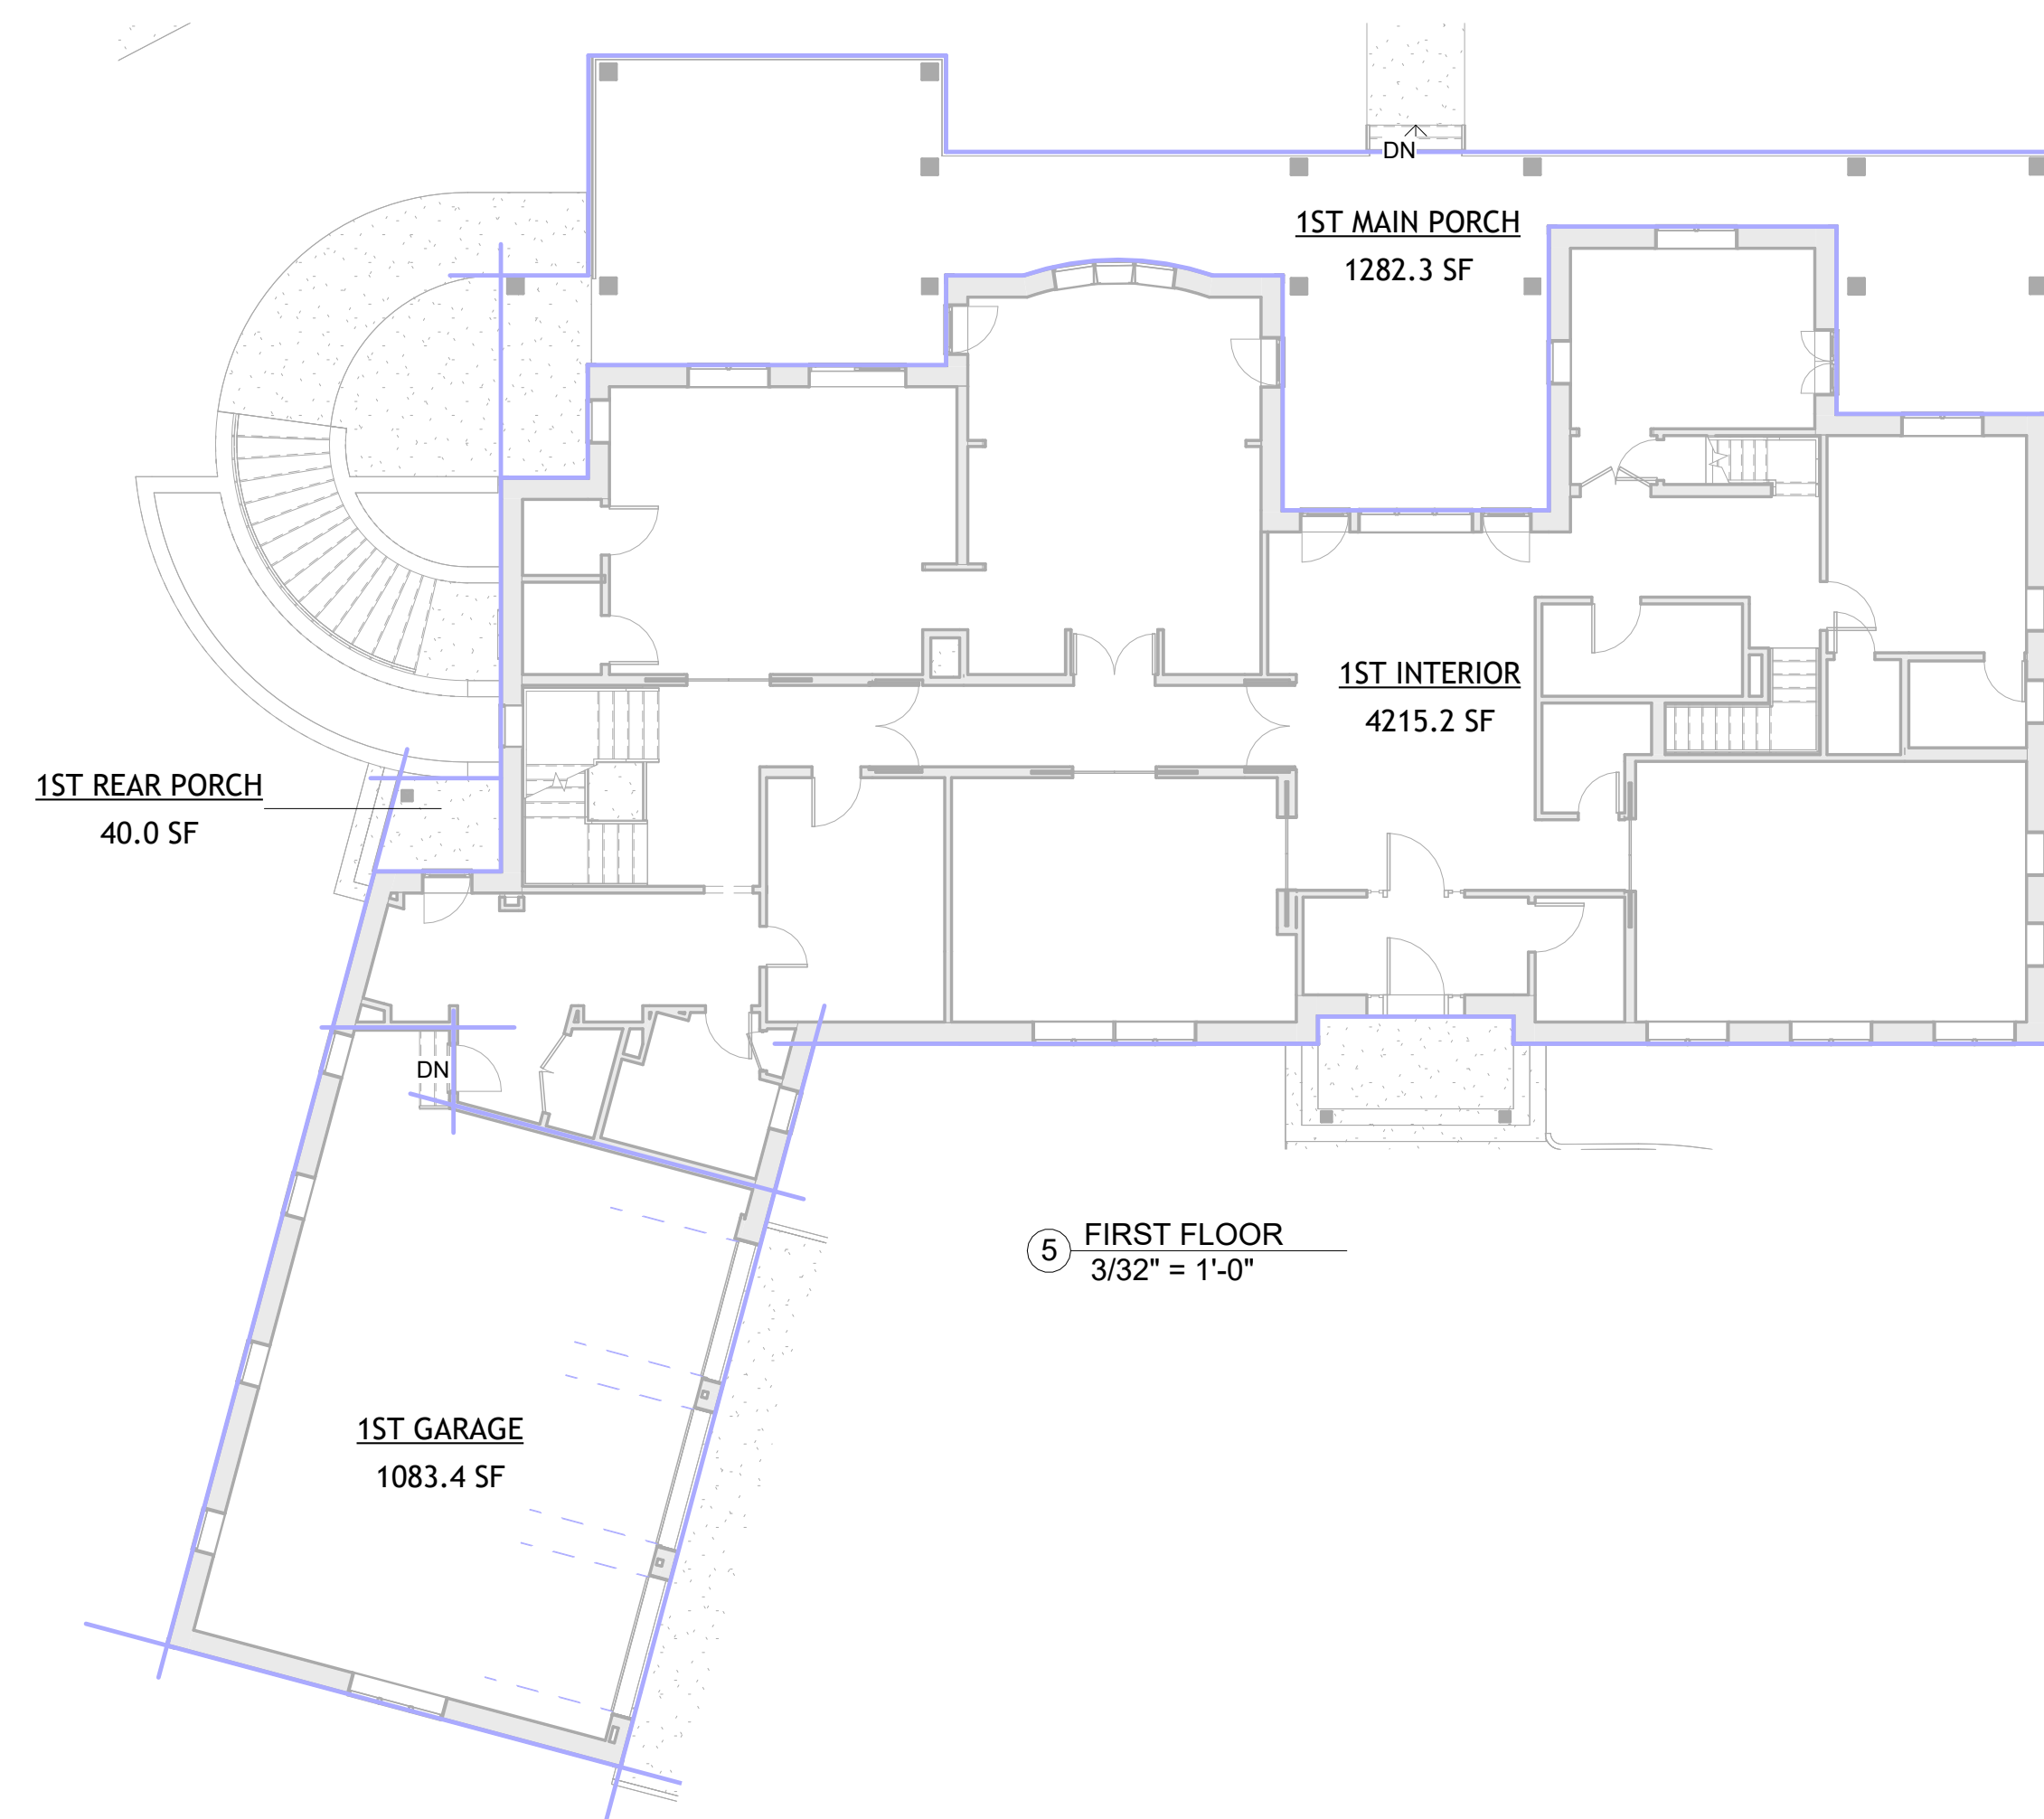 DN
1ST MAIN PORCH
1282.3 SF
1ST INTERIOR
4215.2 SF
1ST REAR PORCH
40.0 SF
DN
5
FIRST FLOOR
3/32" = 1'-0"
1ST GARAGE
1083.4 SF